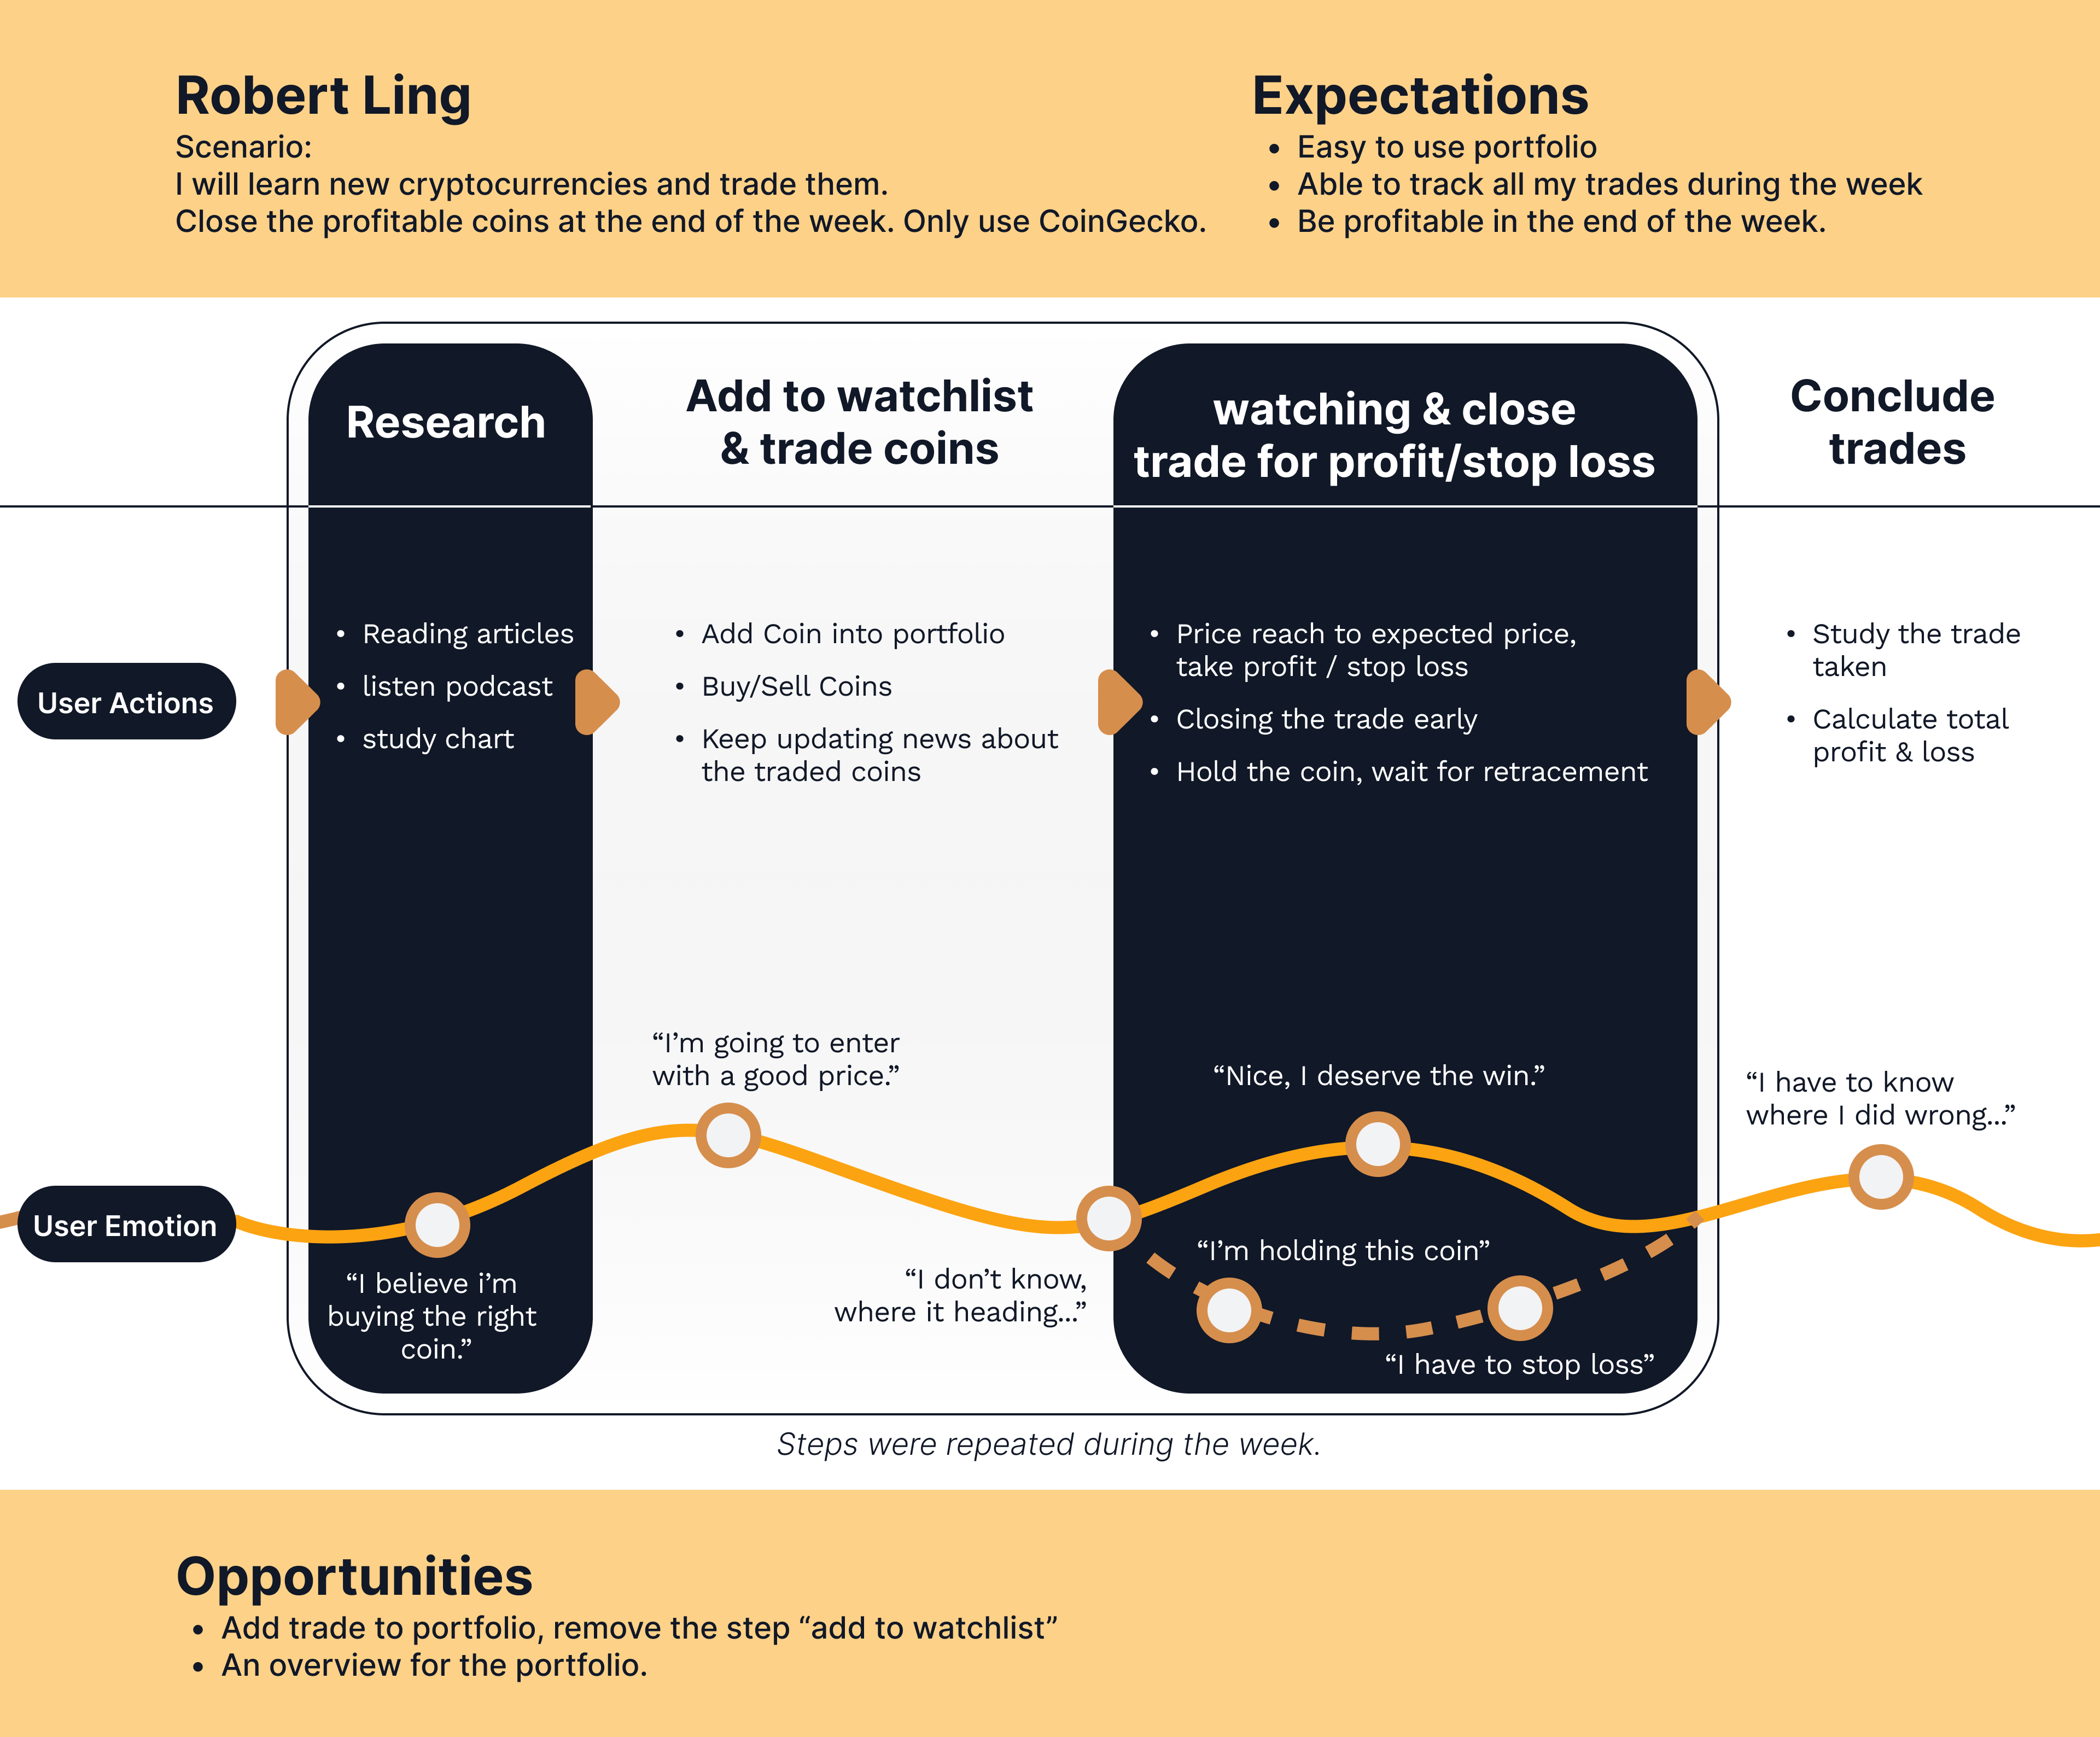 Robert Ling
Scenario:
I will learn new cryptocurrencies and trade them.
Close the profitable coins at the end of the week. Only use CoinGecko.
Expectations
• Easy to use portfolio
• Able to track all my trades during the week
• Be profitable in the end of the week.
Research
Add to watchlist
& trade coins
watching & close
trade for profit/stop loss
Conclude
trades
User Actions
• Reading articles
• listen podcast
• study chart
• Add Coin into portfolio
• Buy/Sell Coins
• Keep updating news about
the traded coins
• Price reach to expected price,
take profit / stop loss
• Closing the trade early
• Hold the coin, wait for retracement
• Study the trade
taken
• Calculate total
profit & loss
User Emotion
“I believe i’m
buying the right
coin.”
“I’m going to enter
with a good price.”
“I don’t know,
where it heading...”
“Nice, I deserve the win.”
“I’m holding this coin”
“I have to stop loss”
“I have to know
where I did wrong...”
Steps were repeated during the week.
Opportunities
• Add trade to portfolio, remove the step “add to watchlist”
• An overview for the portfolio.